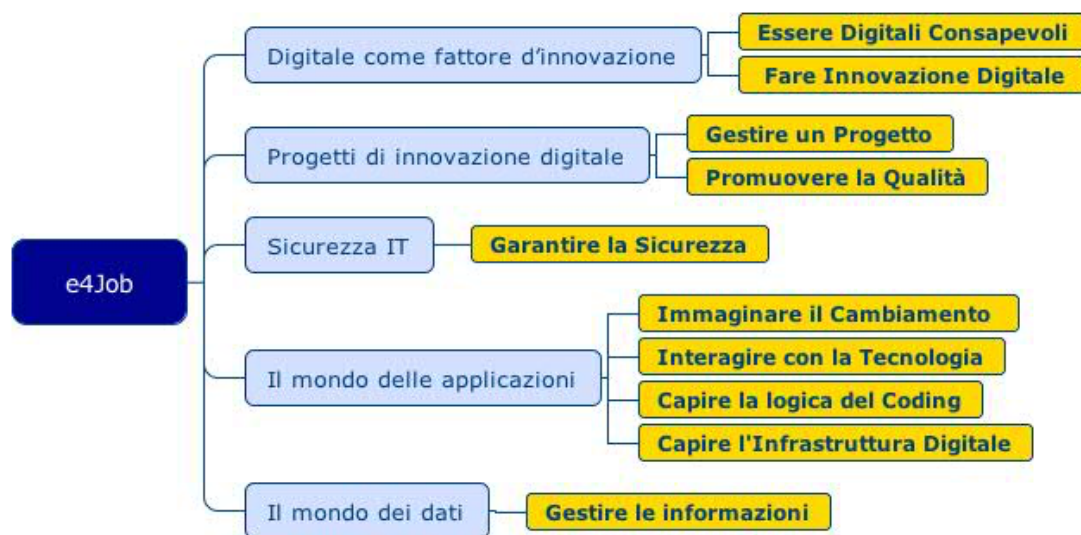 e4Job
Digitale come fattore d’innovazione
Essere Digitali Consapevoli
Fare Innovazione Digitale
Progetti di innovazione digitale
Gestire un Progetto
Promuovere la Qualità
Sicurezza IT
Garantire la Sicurezza
Il mondo delle applicazioni
Immaginare il Cambiamento
Interagire con la Tecnologia
Capire la logica del Coding
Capire l'Infrastruttura Digitale
Il mondo dei dati
Gestire le informazioni